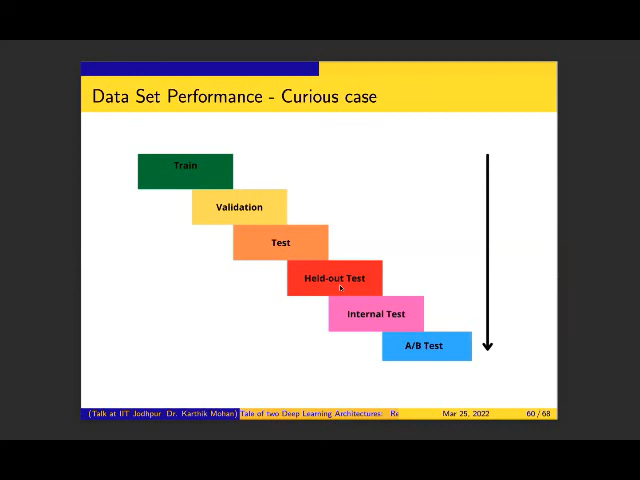 Data Set Performance - Curious case
Train
Validation
Test
Held-out Test
Internal Test
A/B Test
(Talk at IIT Jodhpur Dr. Karthik Mohan) Tale of two Deep Learning Architectures: Re Mar 25, 2022 60 / 68